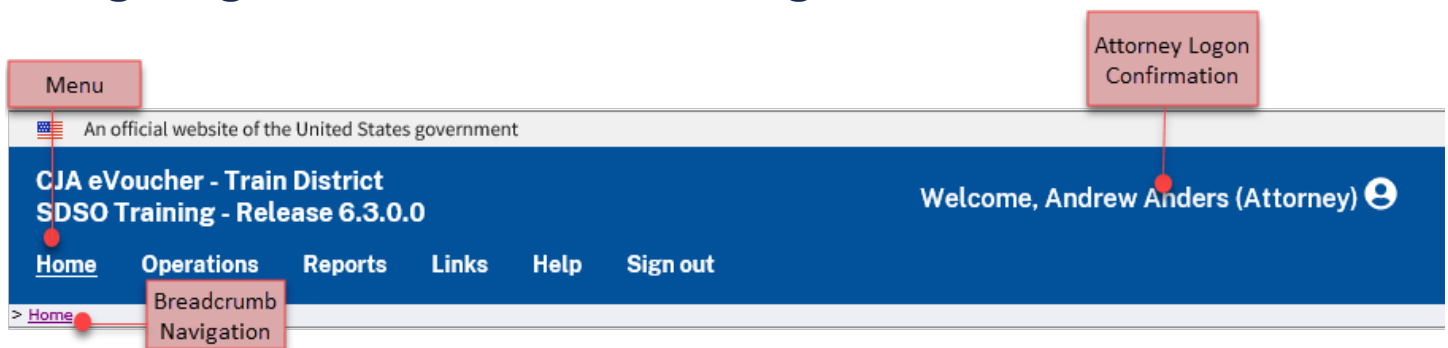 Attorney Logon
Confirmation
Menu
An official website of the United States government
CJA eVoucher - Train District
SDSO Training - Release 6.3.0.0
Welcome, Andrew Anders (Attorney)
Home Operations Reports Links Help Sign out
Breadcrumb
Navigation
> Home